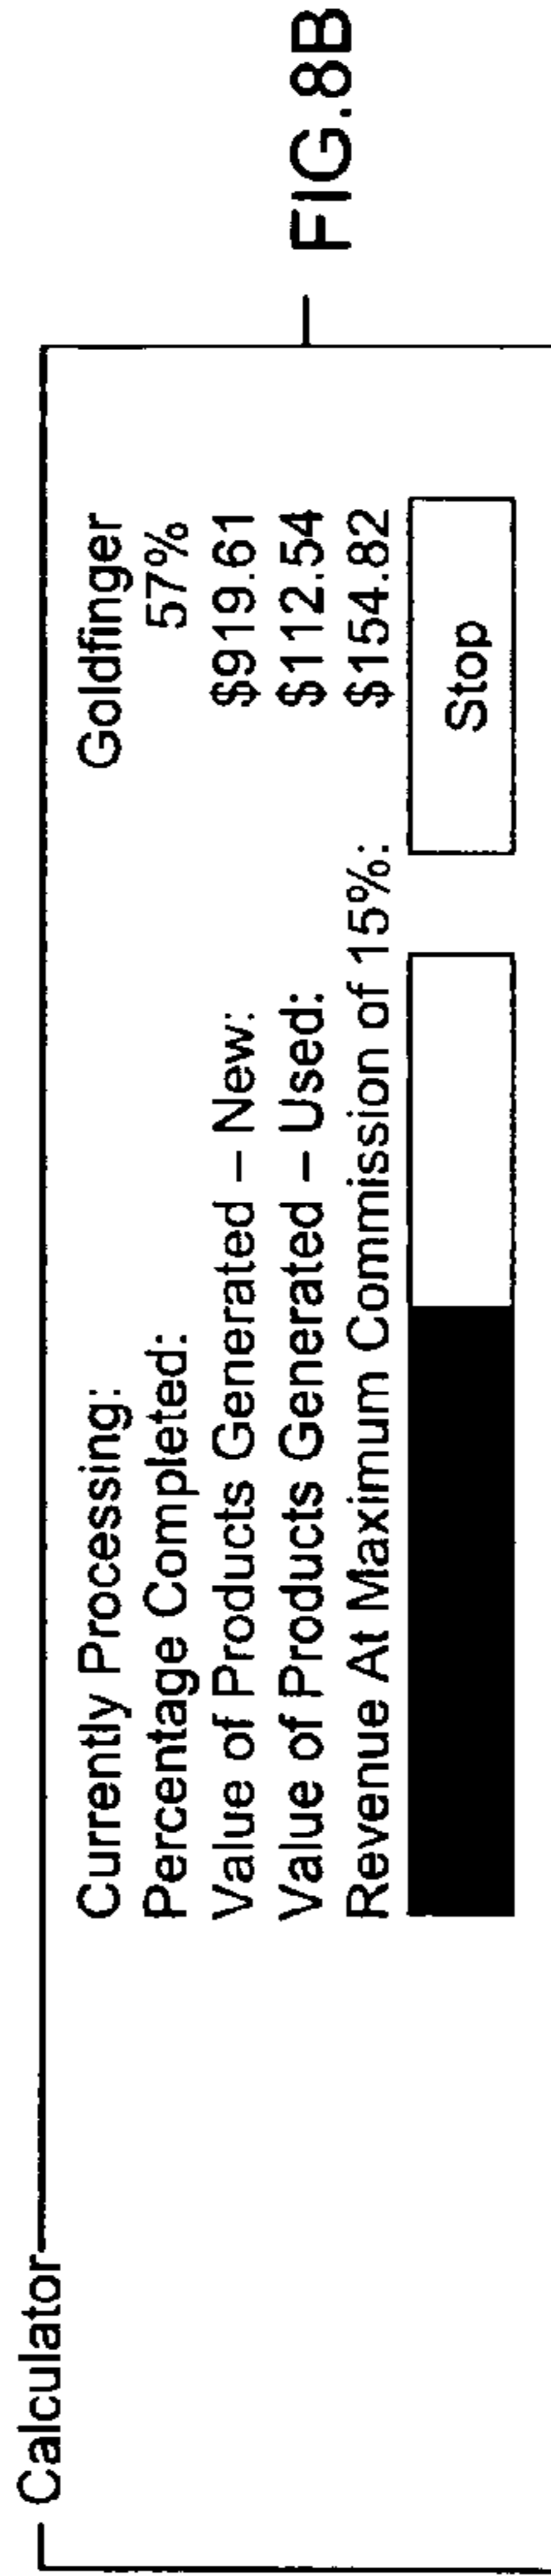 Calculator
Currently Processing: Goldfinger
Percentage Completed: 57%
Value of Products Generated – New: $919.61
Value of Products Generated – Used: $112.54
Revenue At Maximum Commission of 15%: $154.82
Stop
FIG.8B